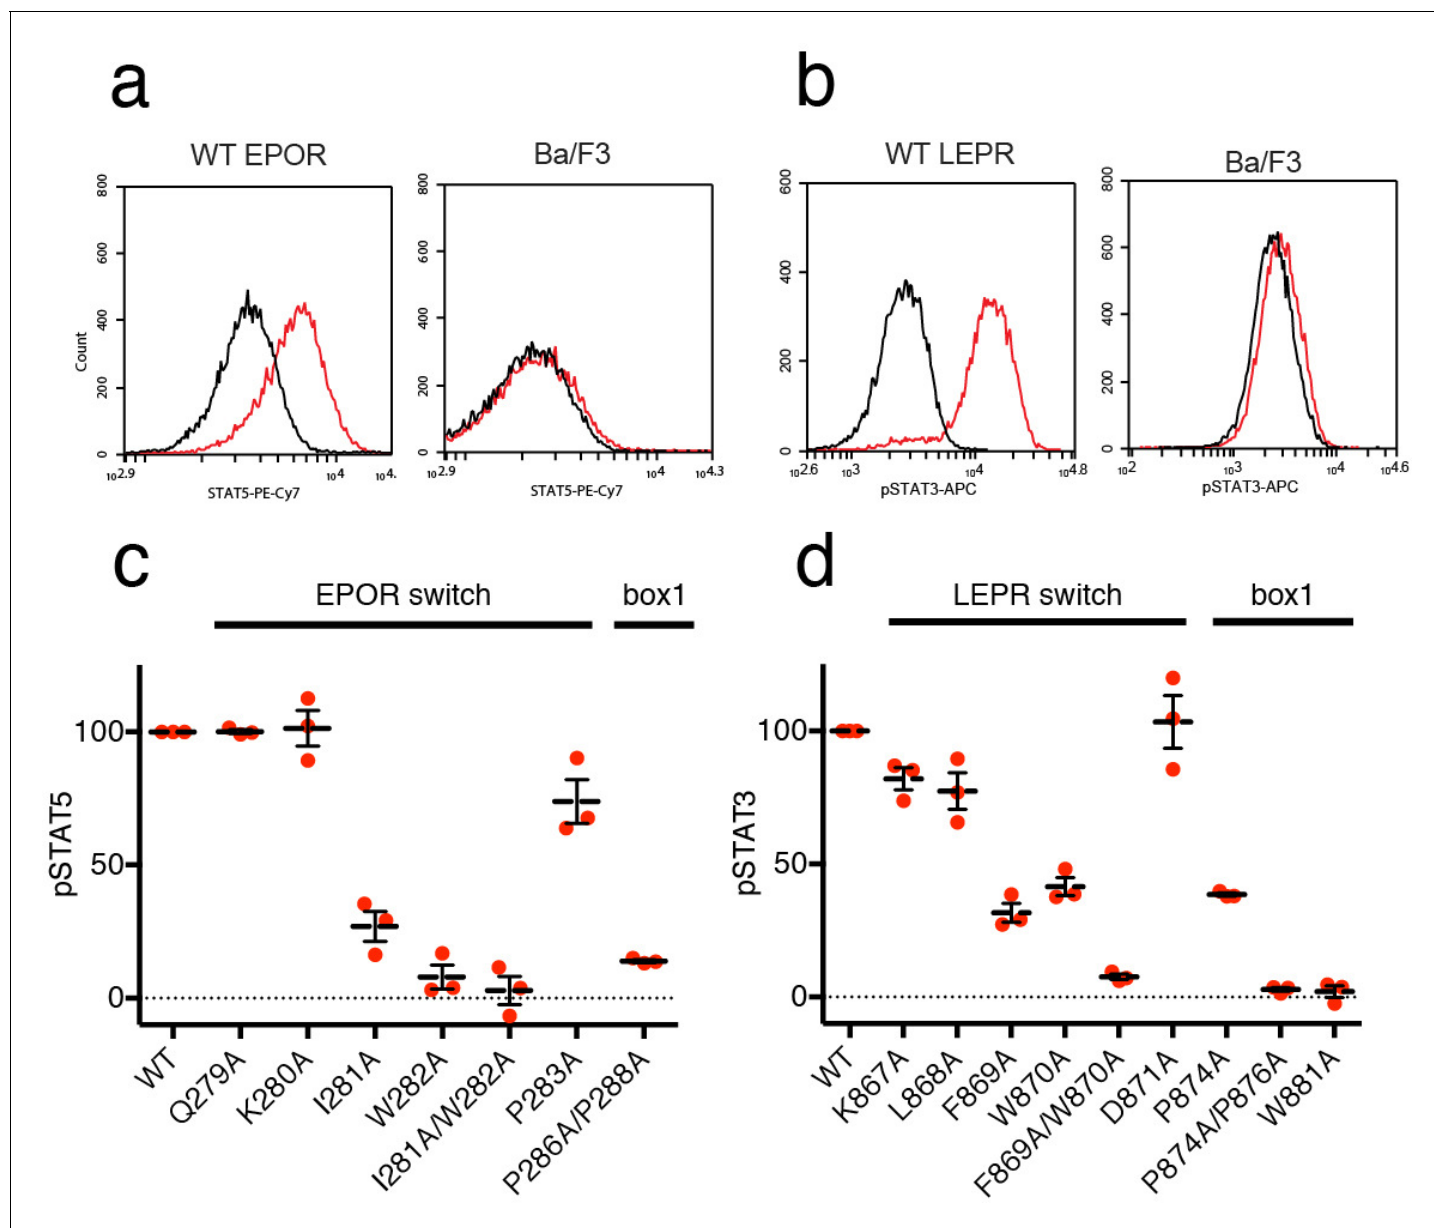 a
b
WT EPOR
Ba/F3
WT LEPR
Ba/F3
800
600
400
200
0
Count
10^2.9
10^4
10^4.
STAT5-PE-Cy7
800
600
400
200
0
10^2.9
10^4
10^4.3
STAT5-PE-Cy7
600
400
200
0
10^2.6
10^3
10^4
10^4.8
pSTAT3-APC
800
600
400
200
0
10^2
10^3
10^4
10^4.6
pSTAT3-APC
c
EPOR switch
box1
100
50
0
pSTAT5
WT
Q279A
K280A
I281A
W282A
I281A/W282A
P283A
P286A/P288A
d
LEPR switch
box1
100
50
0
pSTAT3
WT
K867A
L868A
F869A
W870A
F869A/W870A
D871A
P874A
P874A/P876A
W881A